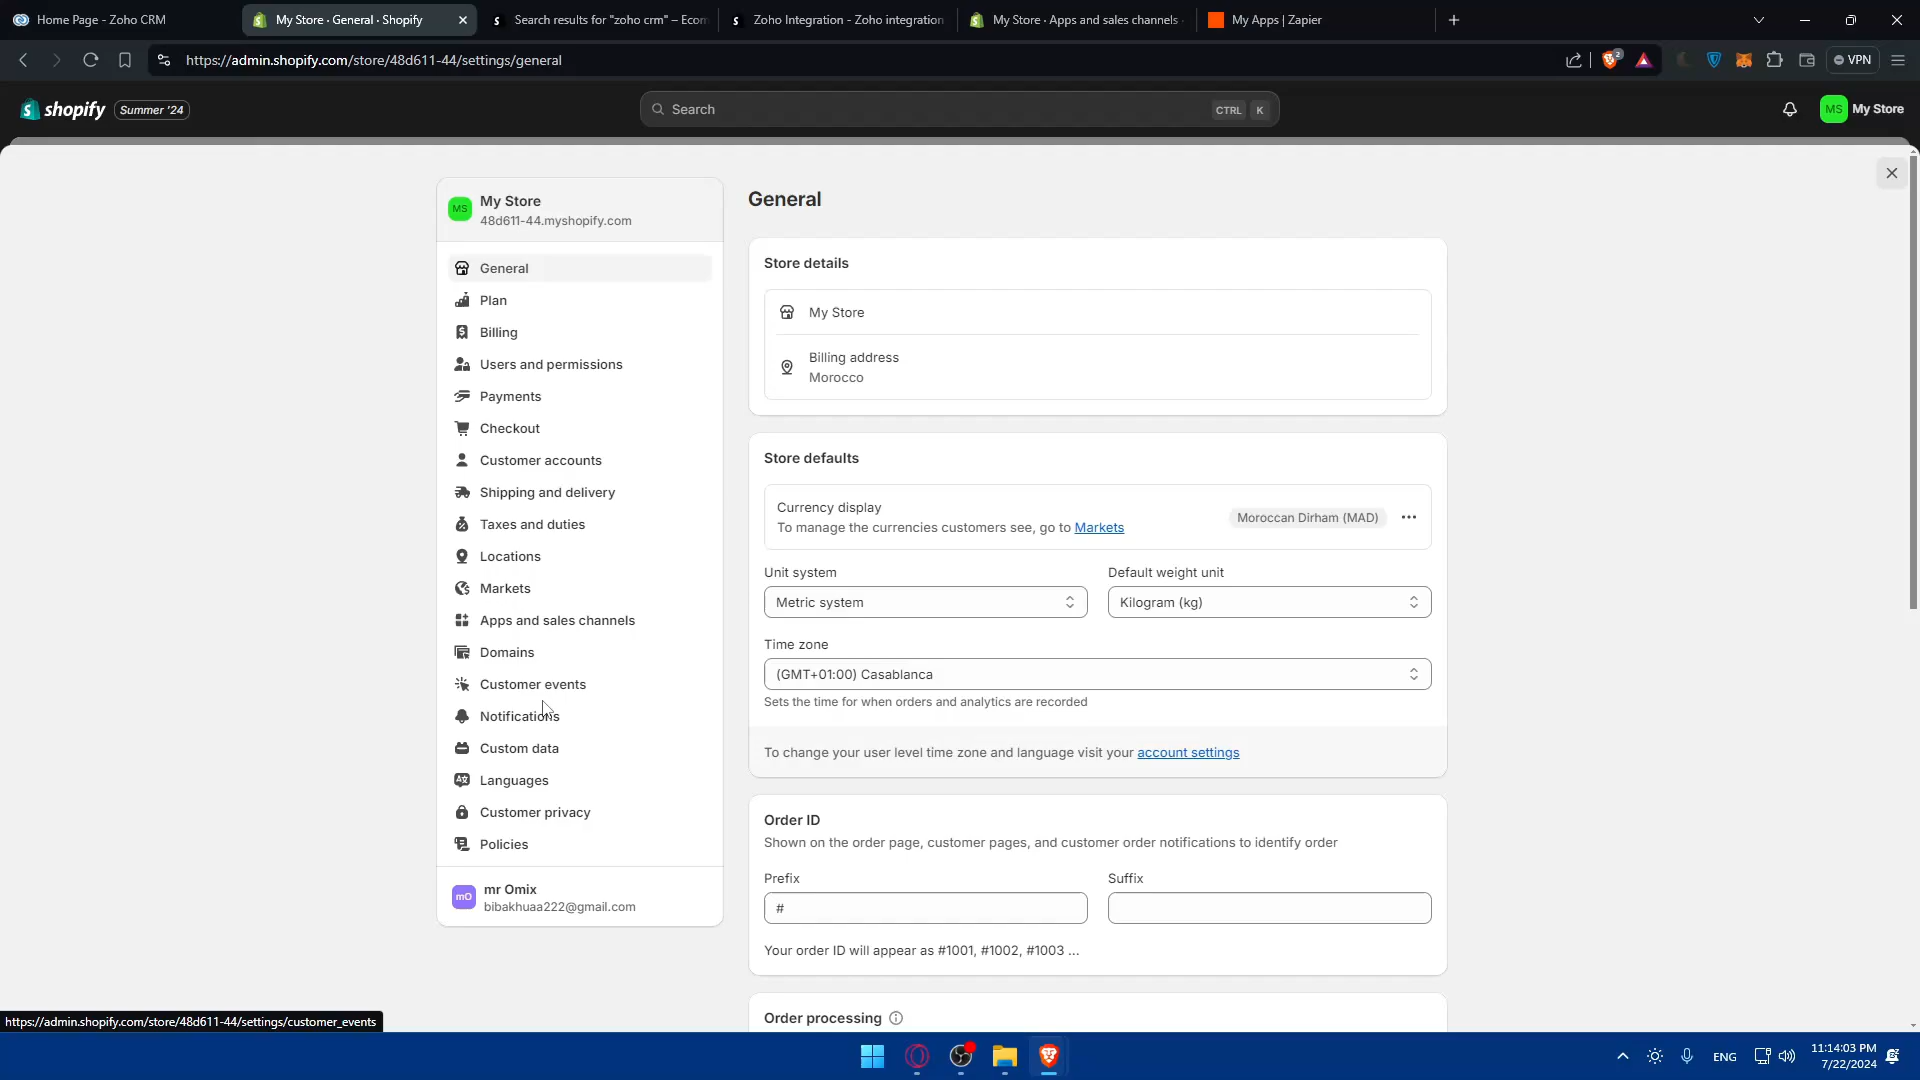 Home Page - Zoho CRM
My Store · General · Shopify
Search results for "zoho crm" – Ecom
Zoho Integration - Zoho integration
My Store · Apps and sales channels ·
My Apps | Zapier
https://admin.shopify.com/store/48d611-44/settings/general
2
VPN
shopify
Summer '24
Search
CTRL
K
MS
My Store
MS
My Store
48d611-44.myshopify.com
General
Plan
Billing
Users and permissions
Payments
Checkout
Customer accounts
Shipping and delivery
Taxes and duties
Locations
Markets
Apps and sales channels
Domains
Customer events
Notifications
Custom data
Languages
Customer privacy
Policies
mO
mr Omix
bibakhuaa222@gmail.com
General
Store details
My Store
Billing address
Morocco
Store defaults
Currency display
To manage the currencies customers see, go to Markets
Moroccan Dirham (MAD)
Unit system
Default weight unit
Metric system
Kilogram (kg)
Time zone
(GMT+01:00) Casablanca
Sets the time for when orders and analytics are recorded
To change your user level time zone and language visit your account settings
Order ID
Shown on the order page, customer pages, and customer order notifications to identify order
Prefix
Suffix
#
Your order ID will appear as #1001, #1002, #1003 ...
Order processing
https://admin.shopify.com/store/48d611-44/settings/customer_events
ENG
11:14:03 PM
7/22/2024